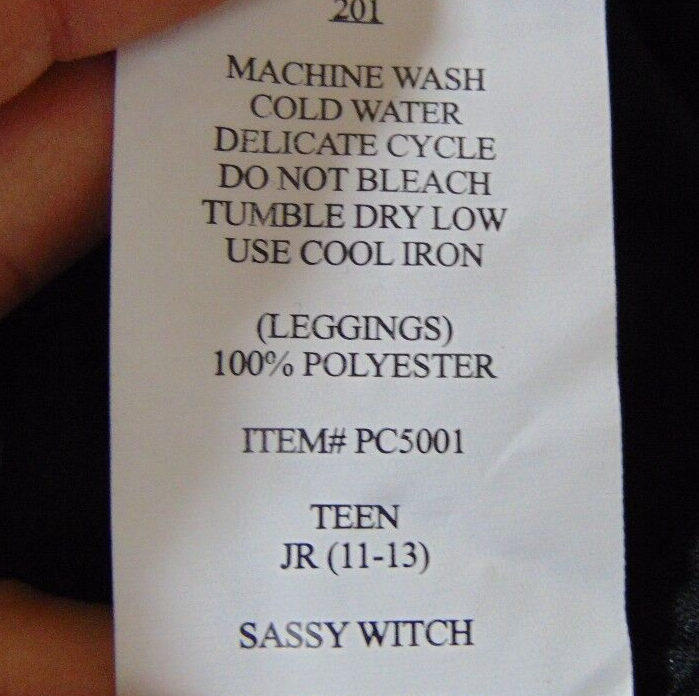 201
MACHINE WASH
COLD WATER
DELICATE CYCLE
DO NOT BLEACH
TUMBLE DRY LOW
USE COOL IRON
(LEGGINGS)
100% POLYESTER
ITEM# PC5001
TEEN
JR (11-13)
SASSY WITCH